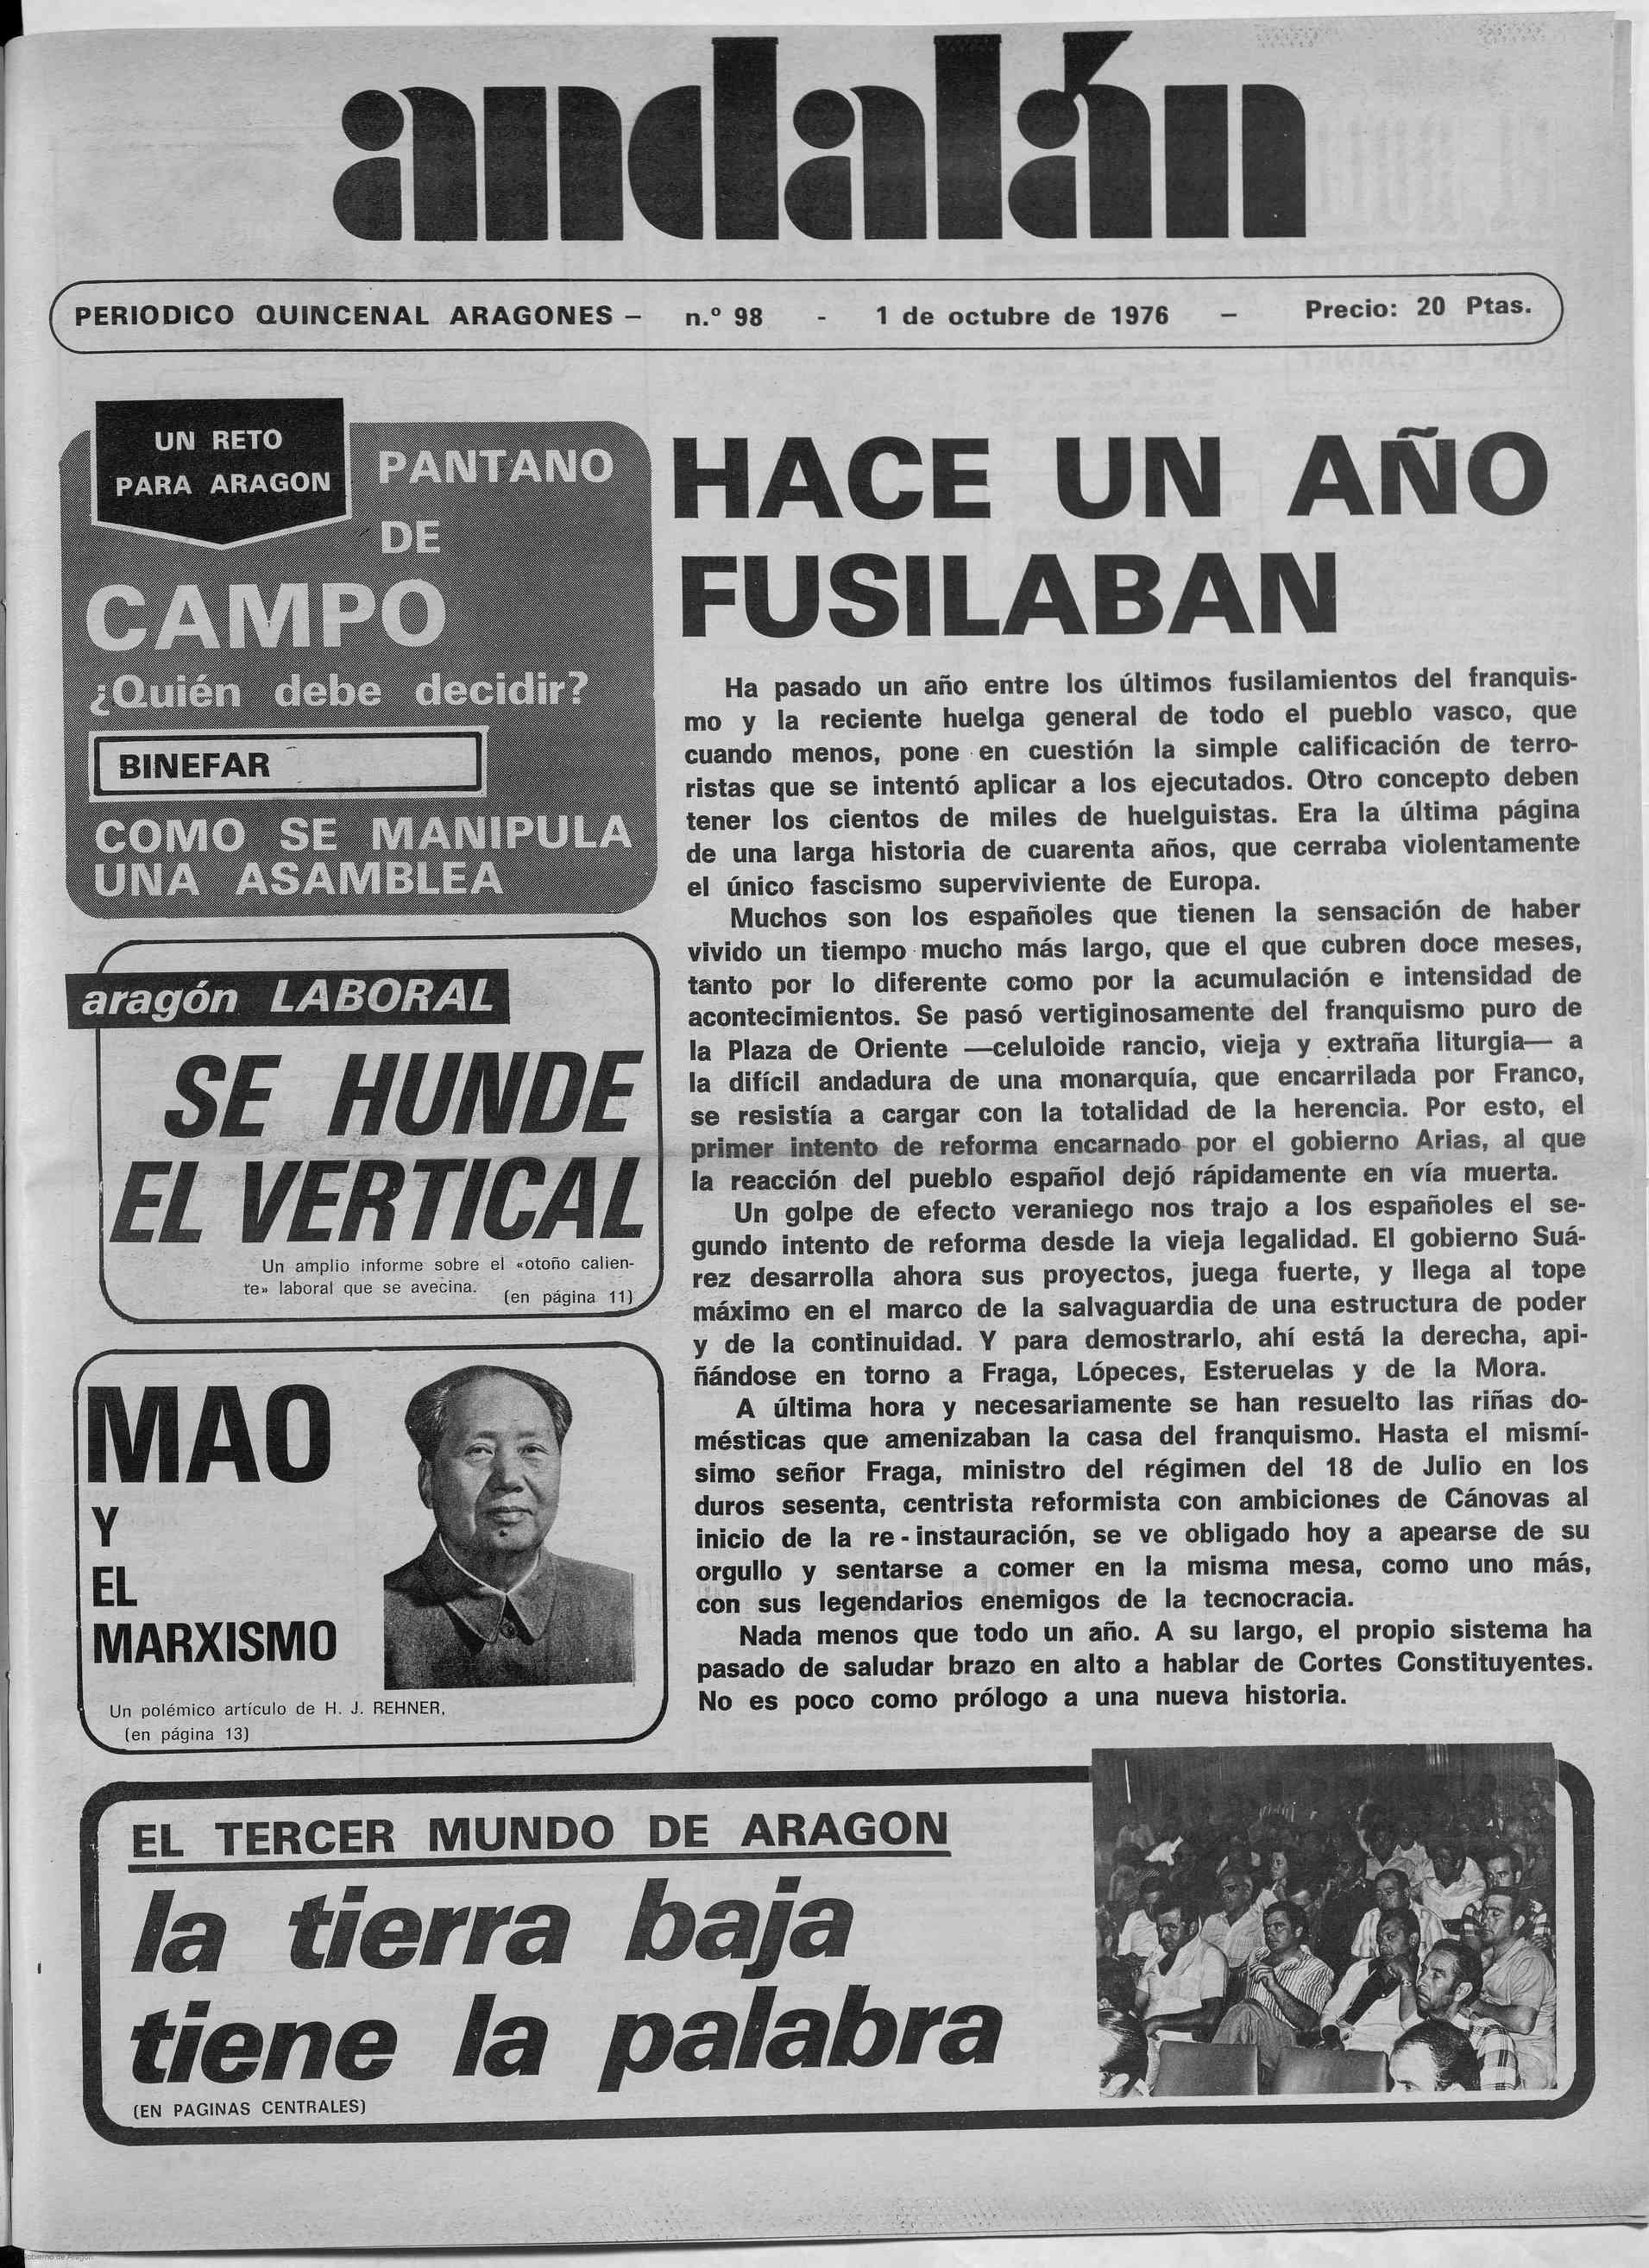 andalán
PERIODICO QUINCENAL ARAGONES – n.º 98 - 1 de octubre de 1976 – Precio: 20 Ptas.
UN RETO
PARA ARAGON
PANTANO
DE
CAMPO
¿Quién debe decidir?
BINEFAR
COMO SE MANIPULA
UNA ASAMBLEA
aragón LABORAL
SE HUNDE
EL VERTICAL
Un amplio informe sobre el «otoño calien-
te» laboral que se avecina.
(en página 11)
MAO
Y
EL
MARXISMO
Un polémico artículo de H. J. REHNER,
(en página 13)
HACE UN AÑO
FUSILABAN
Ha pasado un año entre los últimos fusilamientos del franquis-
mo y la reciente huelga general de todo el pueblo vasco, que
cuando menos, pone en cuestión la simple calificación de terro-
ristas que se intentó aplicar a los ejecutados. Otro concepto deben
tener los cientos de miles de huelguistas. Era la última página
de una larga historia de cuarenta años, que cerraba violentamente
el único fascismo superviviente de Europa.
Muchos son los españoles que tienen la sensación de haber
vivido un tiempo mucho más largo, que el que cubren doce meses,
tanto por lo diferente como por la acumulación e intensidad de
acontecimientos. Se pasó vertiginosamente del franquismo puro de
la Plaza de Oriente —celuloide rancio, vieja y extraña liturgia— a
la difícil andadura de una monarquía, que encarrilada por Franco,
se resistía a cargar con la totalidad de la herencia. Por esto, el
primer intento de reforma encarnado por el gobierno Arias, al que
la reacción del pueblo español dejó rápidamente en vía muerta.
Un golpe de efecto veraniego nos trajo a los españoles el se-
gundo intento de reforma desde la vieja legalidad. El gobierno Suá-
rez desarrolla ahora sus proyectos, juega fuerte, y llega al tope
máximo en el marco de la salvaguardia de una estructura de poder
y de la continuidad. Y para demostrarlo, ahí está la derecha, api-
ñándose en torno a Fraga, Lópeces, Esteruelas y de la Mora.
A última hora y necesariamente se han resuelto las riñas do-
mésticas que amenizaban la casa del franquismo. Hasta el mismí-
simo señor Fraga, ministro del régimen del 18 de Julio en los
duros sesenta, centrista reformista con ambiciones de Cánovas al
inicio de la re-instauración, se ve obligado hoy a apearse de su
orgullo y sentarse a comer en la misma mesa, como uno más,
con sus legendarios enemigos de la tecnocracia.
Nada menos que todo un año. A su largo, el propio sistema ha
pasado de saludar brazo en alto a hablar de Cortes Constituyentes.
No es poco como prólogo a una nueva historia.
EL TERCER MUNDO DE ARAGON
la tierra baja
tiene la palabra
(EN PAGINAS CENTRALES)
Gobierno de Aragón